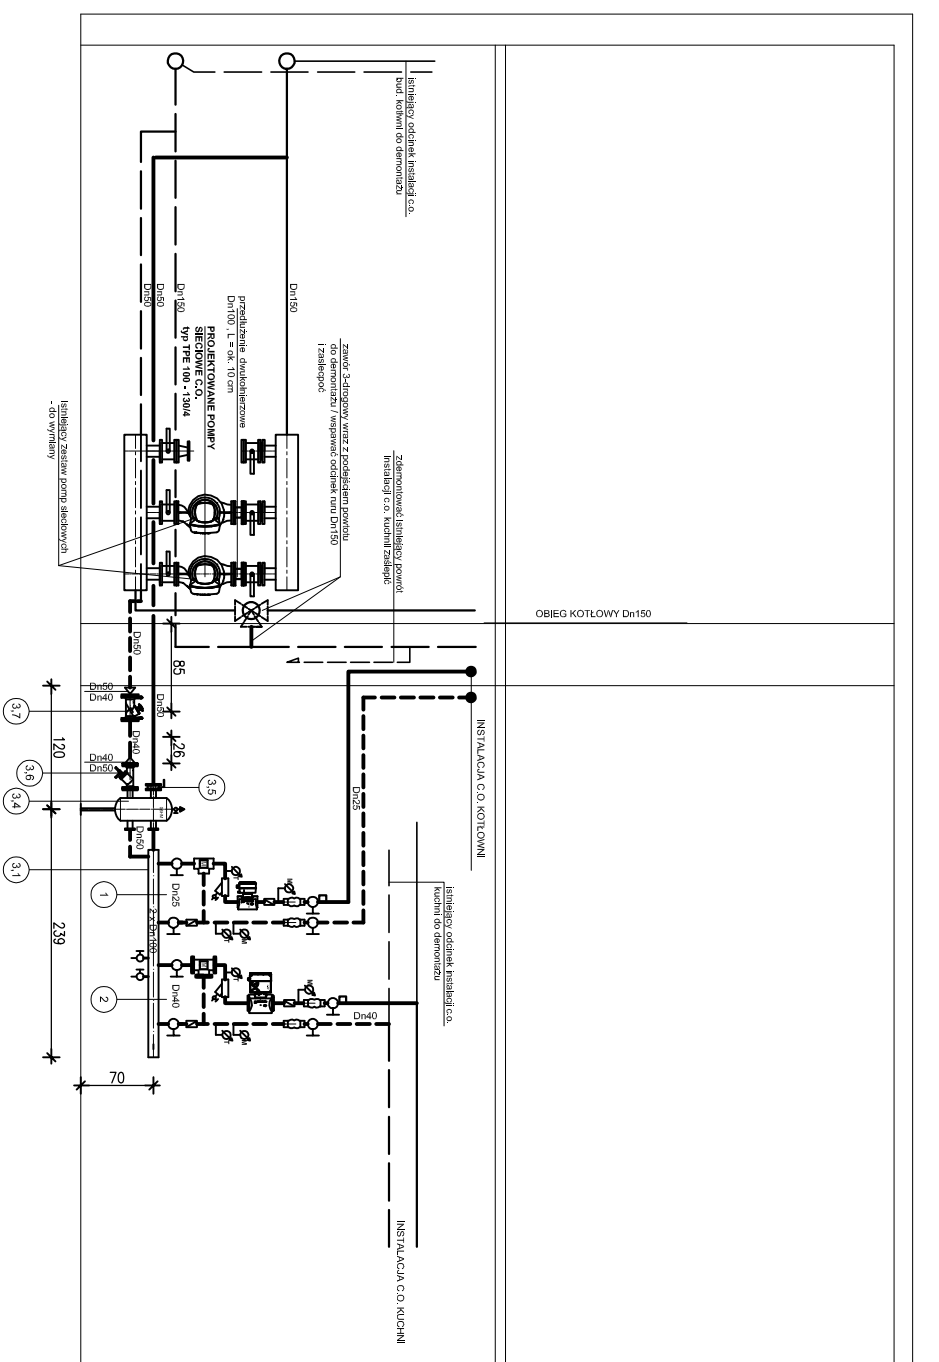 istniejący odcinek instalacji c.o.
bud. kotłwni do demontażu
Dn150
Dn150
Dn50
Dn50
przedłużenie dwukołnierzowe
Dn100 , L = ok. 10 cm
PROJEKTOWANE POMPY
SIECIOWE C.O.
typ TPE 100 - 130/4
zawór 3-drogowy wraz z podejściem powrotu
do demontażu / wspawać odcinek ruru Dn150
i zaslecpoć
Istniejący zestaw pomp sieciowych
- do wymiany
zdemontować istniejący powrót
Instalacji c.o. kuchnii zaślepić
OBIEG KOTŁOWY Dn150
Dn50
85
Dn50
Dn40
Dn50
3,7
120
Dn40
26
Dn40
Dn50
3,6
3,5
3,4
INSTALACJA C.O. KOTŁOWNI
Dn25
Dn50
3,1
1
Dn25
2 x Dn100
239
istniejący odcinek instalacji c.o.
kuchni do demontażu
M
T
T
M
2
Dn40
M
T
T
M
Dn40
70
INSTALACJA C.O. KUCHNI